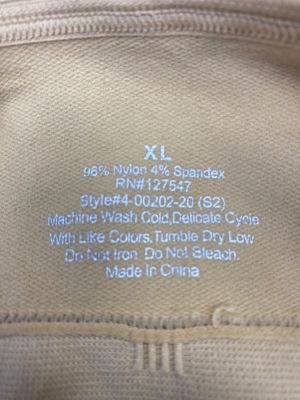 XL
96% Nylon 4% Spandex
RN#127547
Style#4-00202-20 (S2)
Machine Wash Cold,Delicate Cycle
With Like Colors,Tumble Dry Low
Do Not Iron. Do Not Bleach.
Made In China